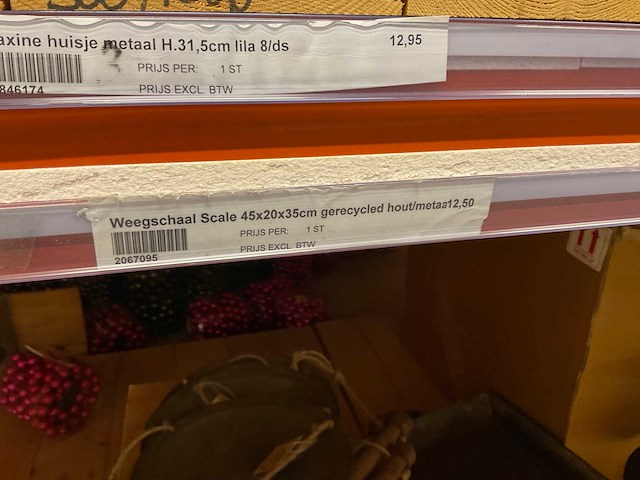 axine huisje metaal H.31,5cm lila 8/ds 12,95
PRIJS PER: 1 ST
846174 PRIJS EXCL BTW
Weegschaal Scale 45x20x35cm gerecycled hout/metaa12,50
PRIJS PER: 1 ST
PRIJS EXCL BTW
2067095